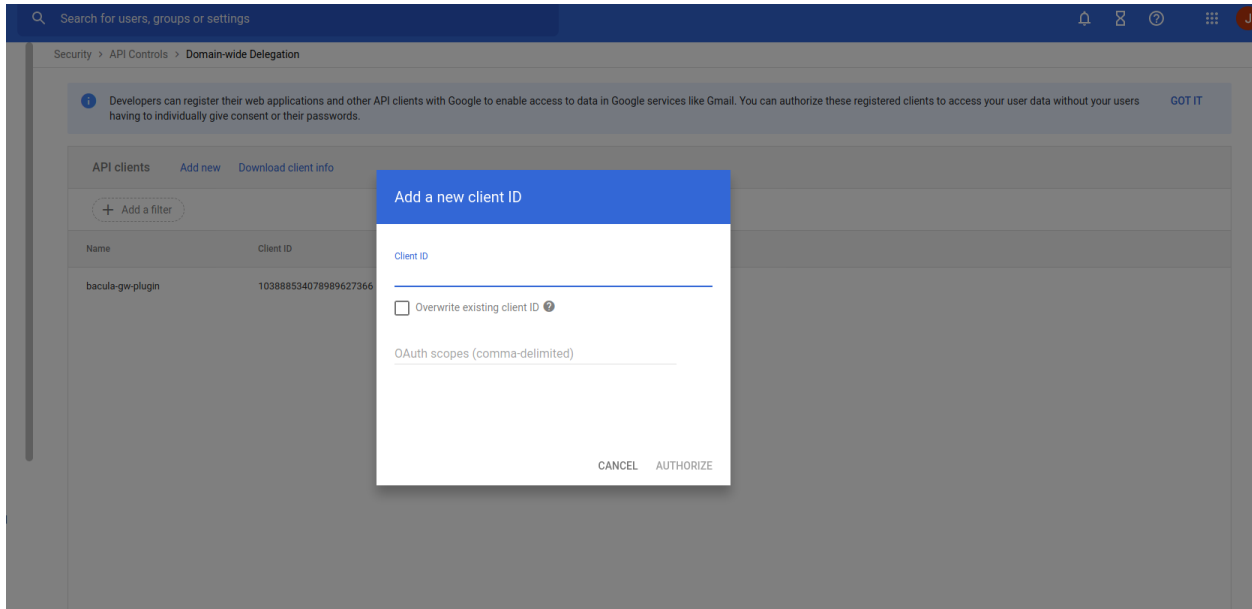 Search for users, groups or settings
J
Security > API Controls > Domain-wide Delegation
Developers can register their web applications and other API clients with Google to enable access to data in Google services like Gmail. You can authorize these registered clients to access your user data without your users
having to individually give consent or their passwords.
GOT IT
API clients Add new Download client info
+ Add a filter
Name Client ID
bacula-gw-plugin 103888534078989627366
Add a new client ID
Client ID
Overwrite existing client ID ?
OAuth scopes (comma-delimited)
CANCEL AUTHORIZE